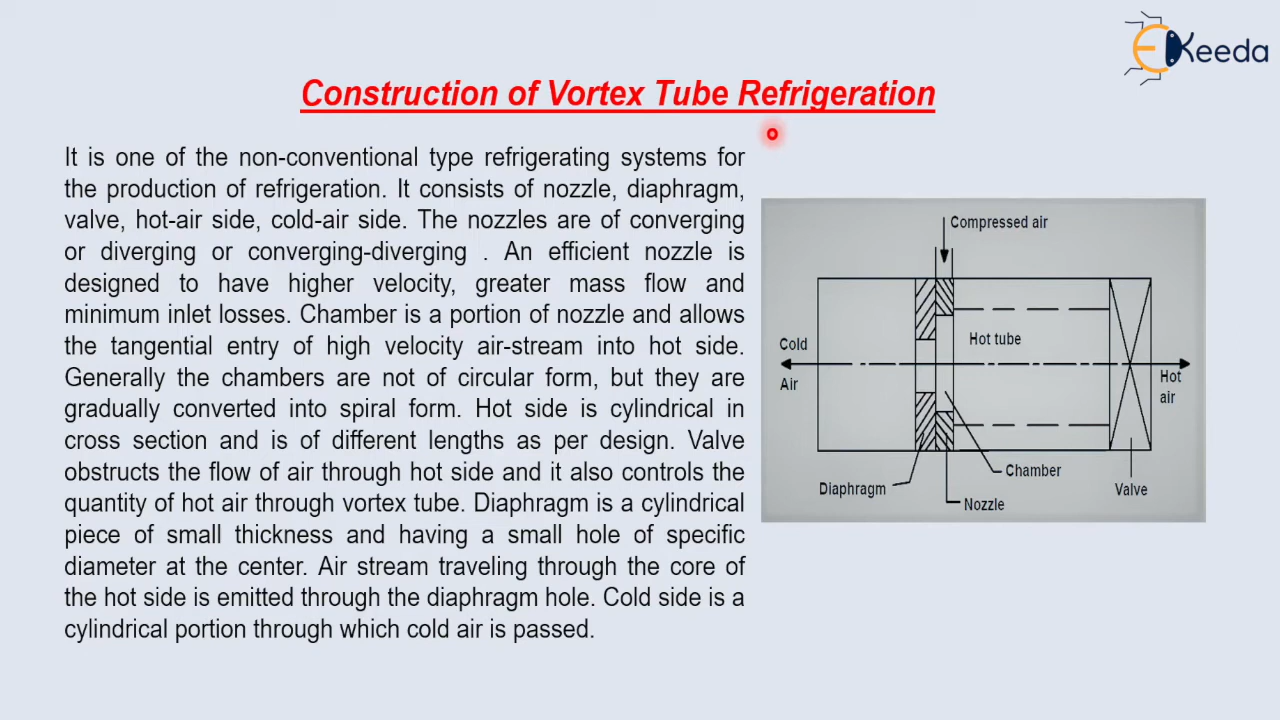 EKeeda
Construction of Vortex Tube Refrigeration
It is one of the non-conventional type refrigerating systems for
the production of refrigeration. It consists of nozzle, diaphragm,
valve, hot-air side, cold-air side. The nozzles are of converging
or diverging or converging-diverging . An efficient nozzle is
designed to have higher velocity, greater mass flow and
minimum inlet losses. Chamber is a portion of nozzle and allows
the tangential entry of high velocity air-stream into hot side.
Generally the chambers are not of circular form, but they are
gradually converted into spiral form. Hot side is cylindrical in
cross section and is of different lengths as per design. Valve
obstructs the flow of air through hot side and it also controls the
quantity of hot air through vortex tube. Diaphragm is a cylindrical
piece of small thickness and having a small hole of specific
diameter at the center. Air stream traveling through the core of
the hot side is emitted through the diaphragm hole. Cold side is a
cylindrical portion through which cold air is passed.
Compressed air
Cold
Air
Hot tube
Hot
air
Chamber
Diaphragm
Nozzle
Valve